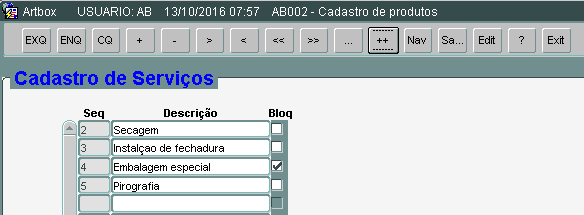 Artbox USUARIO: AB 13/10/2016 07:57 AB002 - Cadastro de produtos
EXQ ENQ CQ + - > < >> << ... ++ Nav Sa... Edit ? Exit
Cadastro de Serviços
Seq Descrição Bloq
2 Secagem
3 Instalçao de fechadura
4 Embalagem especial
5 Pirografia